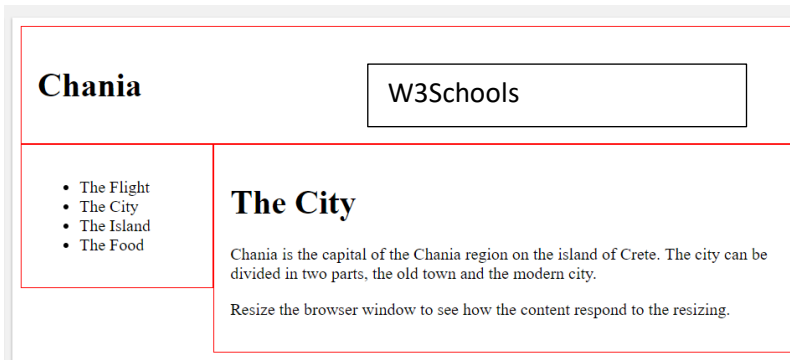 Chania
W3Schools
The Flight
The City
The Island
The Food
The City
Chania is the capital of the Chania region on the island of Crete. The city can be
divided in two parts, the old town and the modern city.
Resize the browser window to see how the content respond to the resizing.